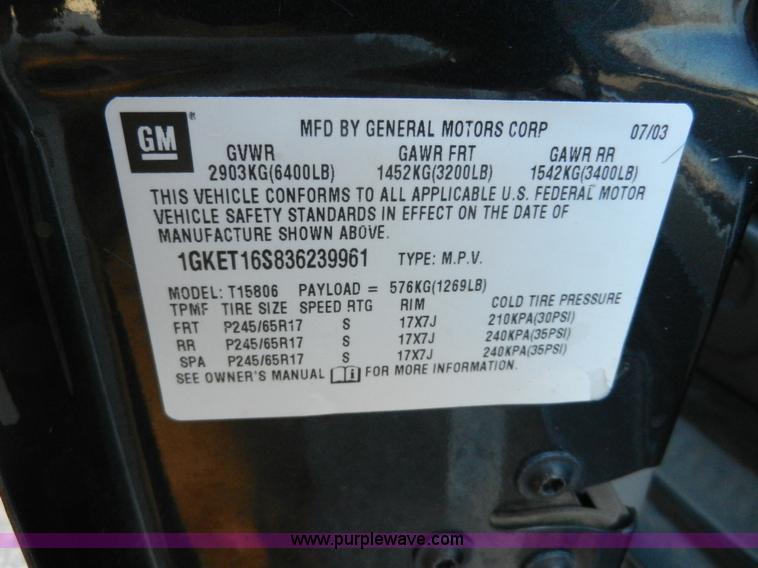 GM ® MFD BY GENERAL MOTORS CORP 07/03
GVWR GAWR FRT GAWR RR
2903KG(6400LB) 1452KG(3200LB) 1542KG(3400LB)
THIS VEHICLE CONFORMS TO ALL APPLICABLE U.S. FEDERAL MOTOR
VEHICLE SAFETY STANDARDS IN EFFECT ON THE DATE OF
MANUFACTURE SHOWN ABOVE.
1GKET16S836239961 TYPE: M.P.V.
MODEL: T15806 PAYLOAD = 576KG(1269LB)
TPMF TIRE SIZE SPEED RTG RIM COLD TIRE PRESSURE
FRT P245/65R17 S 17X7J 210KPA(30PSI)
RR P245/65R17 S 17X7J 240KPA(35PSI)
SPA P245/65R17 S 17X7J 240KPA(35PSI)
SEE OWNER'S MANUAL i FOR MORE INFORMATION.
www.purplewave.com